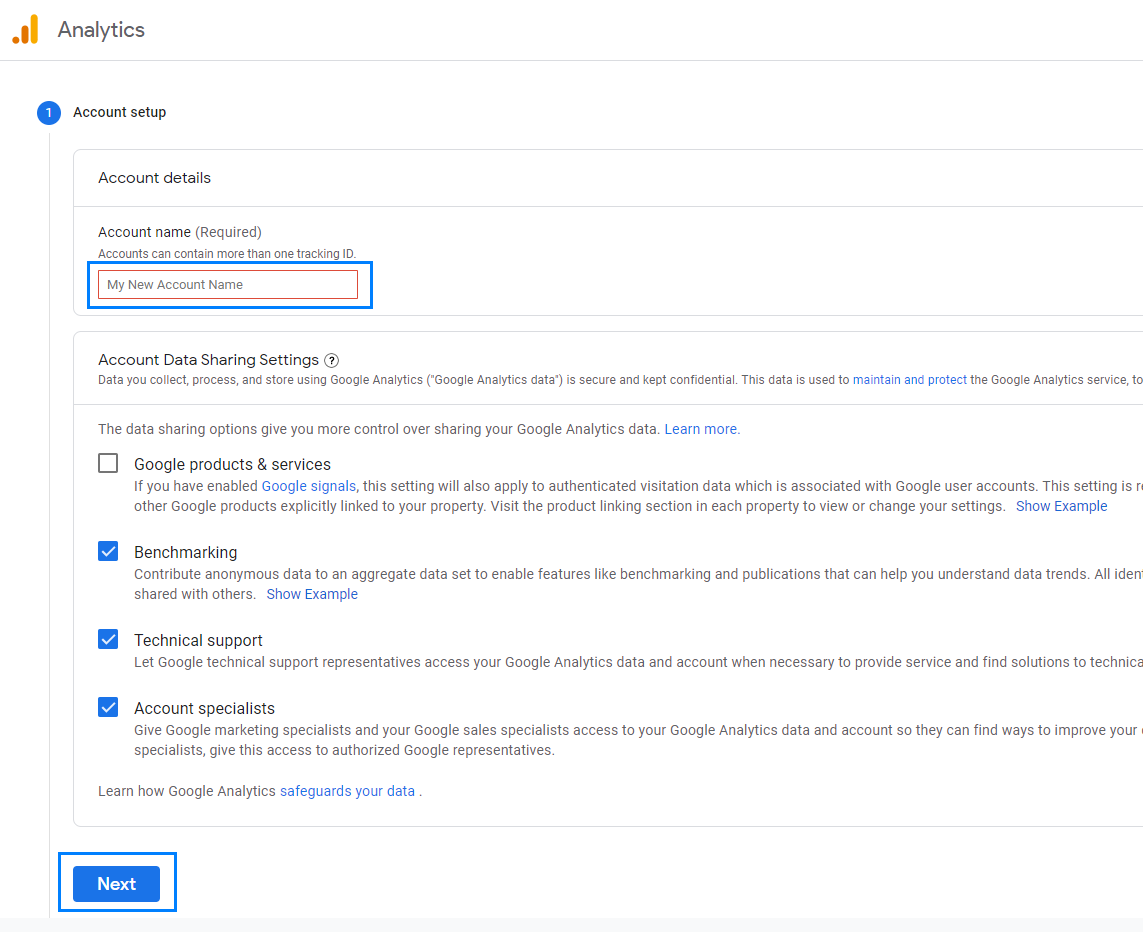 Analytics
1 Account setup
Account details
Account name (Required)
Accounts can contain more than one tracking ID.
My New Account Name
Account Data Sharing Settings ?
Data you collect, process, and store using Google Analytics ("Google Analytics data") is secure and kept confidential. This data is used to maintain and protect the Google Analytics service, to
The data sharing options give you more control over sharing your Google Analytics data. Learn more.
Google products & services
If you have enabled Google signals, this setting will also apply to authenticated visitation data which is associated with Google user accounts. This setting is
other Google products explicitly linked to your property. Visit the product linking section in each property to view or change your settings. Show Example
Benchmarking
Contribute anonymous data to an aggregate data set to enable features like benchmarking and publications that can help you understand data trends. All
shared with others. Show Example
Technical support
Let Google technical support representatives access your Google Analytics data and account when necessary to provide service and find solutions to
Account specialists
Give Google marketing specialists and your Google sales specialists access to your Google Analytics data and account so they can find ways to improve your
specialists, give this access to authorized Google representatives.
Learn how Google Analytics safeguards your data .
Next